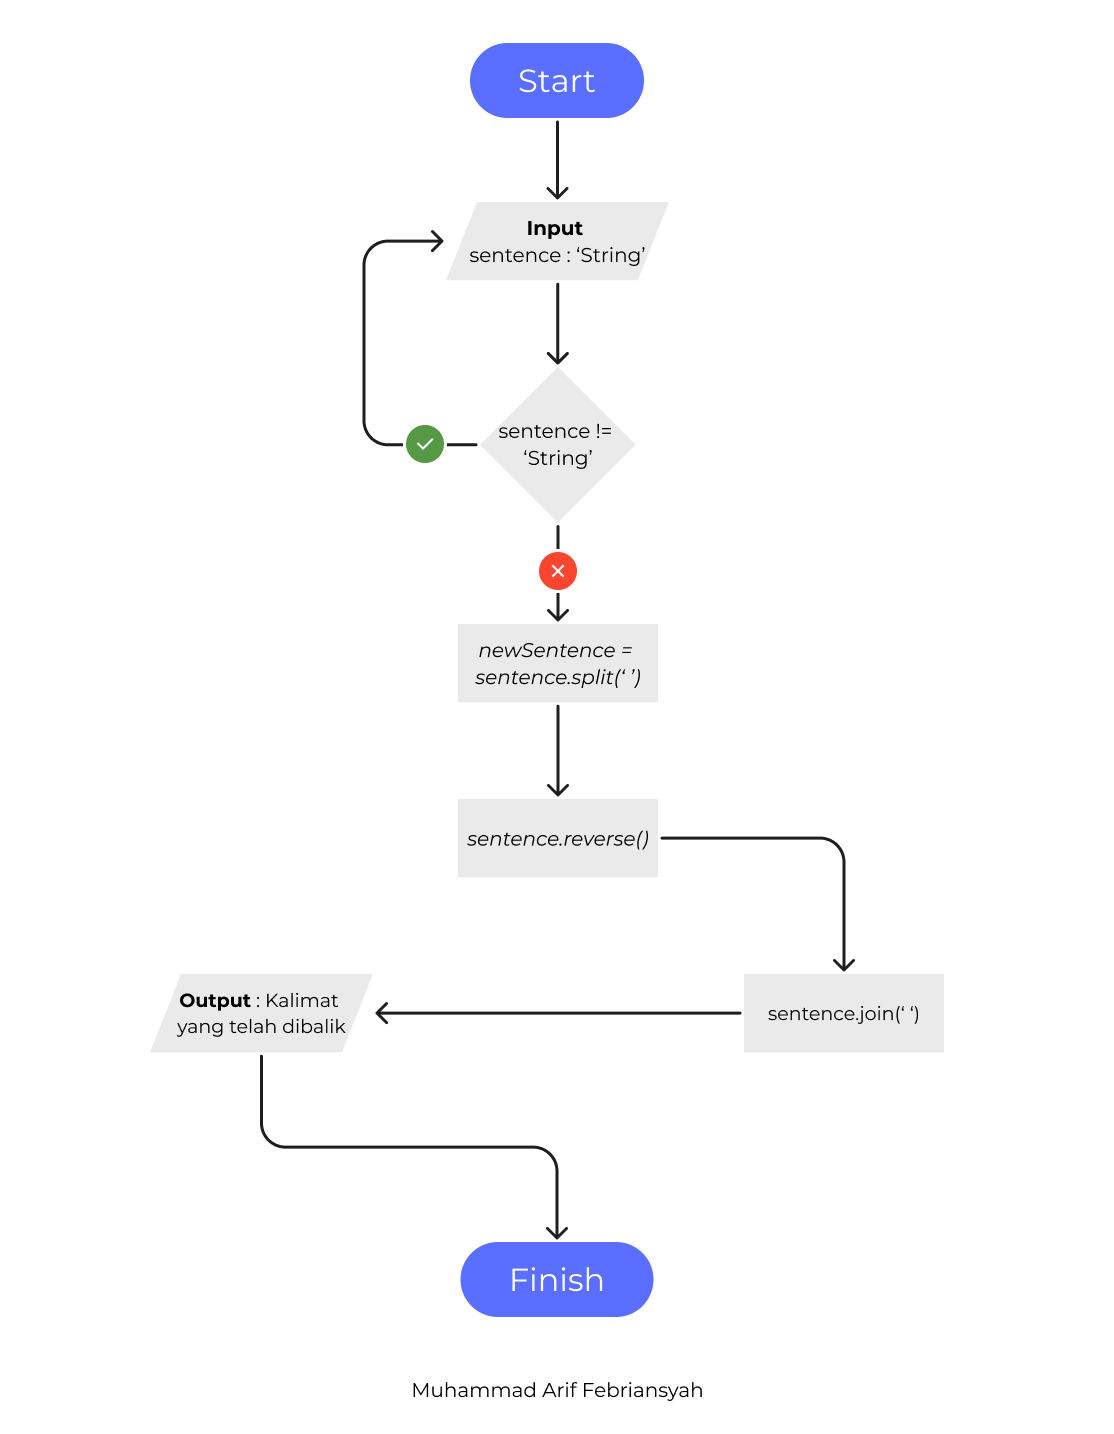 Start
Input
sentence : ‘String’
sentence !=
‘String’
newSentence =
sentence.split(‘ ’)
sentence.reverse()
sentence.join(‘ ‘)
Output : Kalimat
yang telah dibalik
Finish
Muhammad Arif Febriansyah